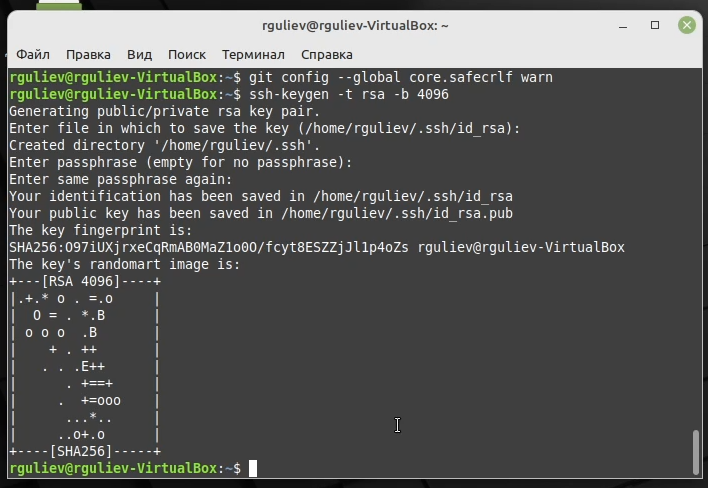 rguliev@rguliev-VirtualBox: ~
Файл Правка Вид Поиск Терминал Справка
rguliev@rguliev-VirtualBox:~$ git config --global core.safecrlf warn
rguliev@rguliev-VirtualBox:~$ ssh-keygen -t rsa -b 4096
Generating public/private rsa key pair.
Enter file in which to save the key (/home/rguliev/.ssh/id_rsa):
Created directory '/home/rguliev/.ssh'.
Enter passphrase (empty for no passphrase):
Enter same passphrase again:
Your identification has been saved in /home/rguliev/.ssh/id_rsa
Your public key has been saved in /home/rguliev/.ssh/id_rsa.pub
The key fingerprint is:
SHA256:O97iUXjrxeCqRmAB0MaZ1o0O/fcyt8ESZZjJl1p4oZs rguliev@rguliev-VirtualBox
The key's randomart image is:
+---[RSA 4096]----+
|.+.* o . =.o     |
|  O = . *.B      |
| o o o  .B       |
|    + . ++       |
|   . . .E++      |
|      . +==+     |
|     .  +=ooo    |
|      ...*..     |
|     ..o+.o      |
+----[SHA256]-----+
rguliev@rguliev-VirtualBox:~$